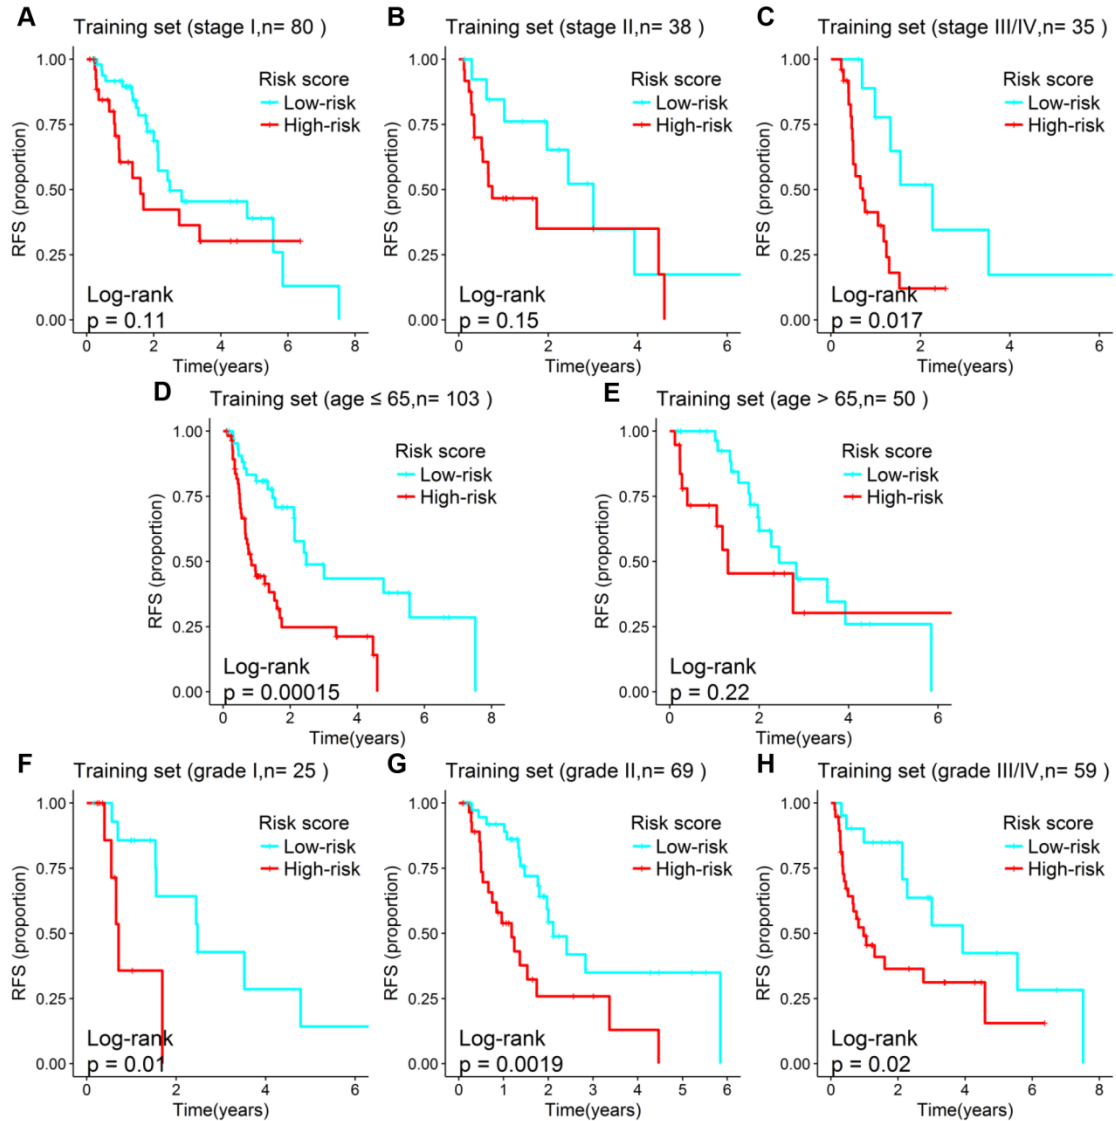 A
Training set (stage I,n= 80 )
RFS (proportion)
1.00
0.75
0.50
0.25
0.00
Risk score
Low-risk
High-risk
Log-rank
p = 0.11
0 2 4 6 8
Time(years)
B
Training set (stage II,n= 38 )
RFS (proportion)
1.00
0.75
0.50
0.25
0.00
Risk score
Low-risk
High-risk
Log-rank
p = 0.15
0 2 4 6
Time(years)
C
Training set (stage III/IV,n= 35 )
RFS (proportion)
1.00
0.75
0.50
0.25
0.00
Risk score
Low-risk
High-risk
Log-rank
p = 0.017
0 2 4 6
Time(years)
D
Training set (age ≤ 65,n= 103 )
RFS (proportion)
1.00
0.75
0.50
0.25
0.00
Risk score
Low-risk
High-risk
Log-rank
p = 0.00015
0 2 4 6 8
Time(years)
E
Training set (age > 65,n= 50 )
RFS (proportion)
1.00
0.75
0.50
0.25
0.00
Risk score
Low-risk
High-risk
Log-rank
p = 0.22
0 2 4 6
Time(years)
F
Training set (grade I,n= 25 )
RFS (proportion)
1.00
0.75
0.50
0.25
0.00
Risk score
Low-risk
High-risk
Log-rank
p = 0.01
0 2 4 6
Time(years)
G
Training set (grade II,n= 69 )
RFS (proportion)
1.00
0.75
0.50
0.25
0.00
Risk score
Low-risk
High-risk
Log-rank
p = 0.0019
0 1 2 3 4 5 6
Time(years)
H
Training set (grade III/IV,n= 59 )
RFS (proportion)
1.00
0.75
0.50
0.25
0.00
Risk score
Low-risk
High-risk
Log-rank
p = 0.02
0 2 4 6 8
Time(years)